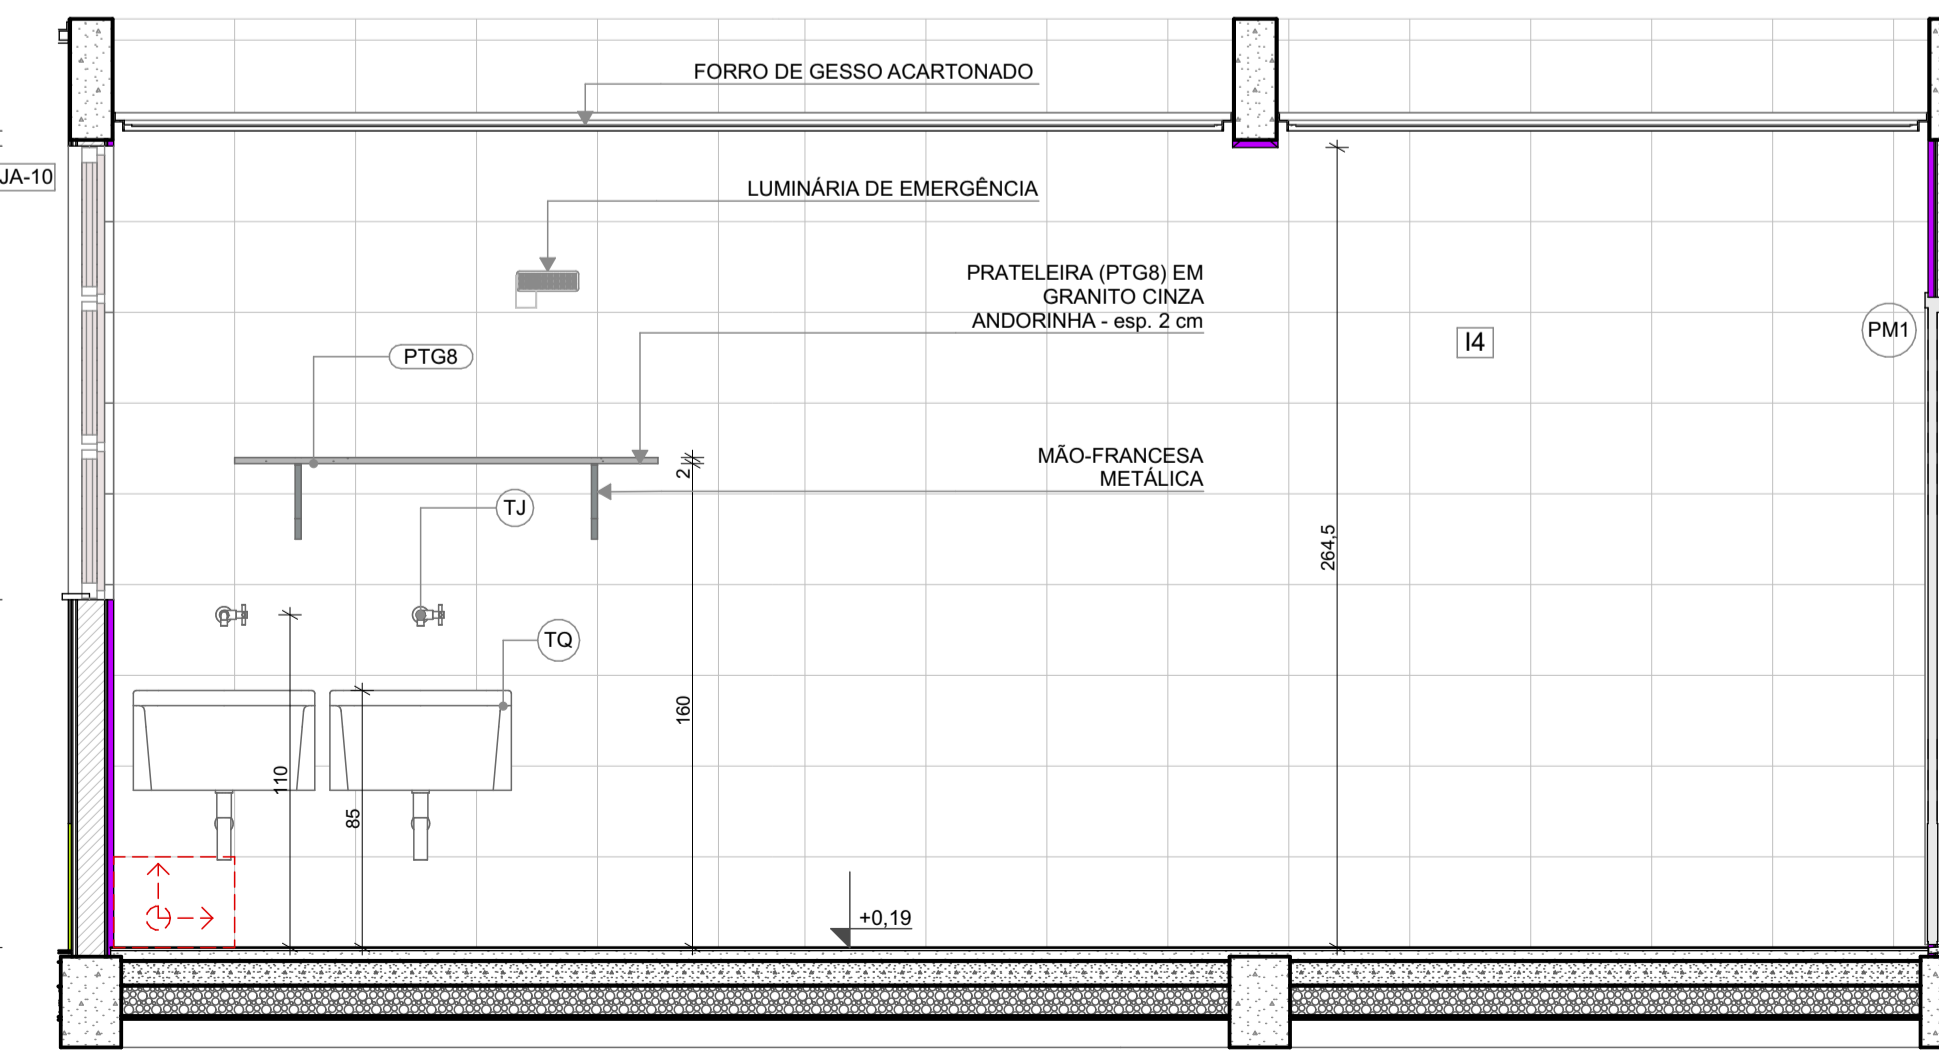 FORRO DE GESSO ACARTONADO
JA-10
LUMINÁRIA DE EMERGÊNCIA
PRATELEIRA (PTG8) EM
GRANITO CINZA
ANDORINHA - esp. 2 cm
PTG8
I4
PM1
MÃO-FRANCESA
METÁLICA
2
TJ
264,5
TQ
160
110
85
+0,19